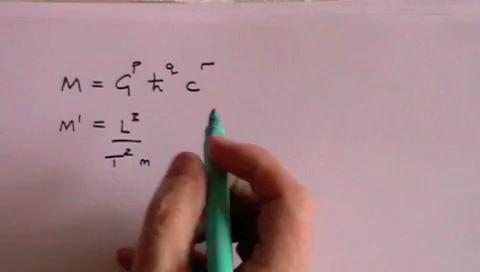 M = G^p ħ^q c^r
M' = L^3 / T^2 m